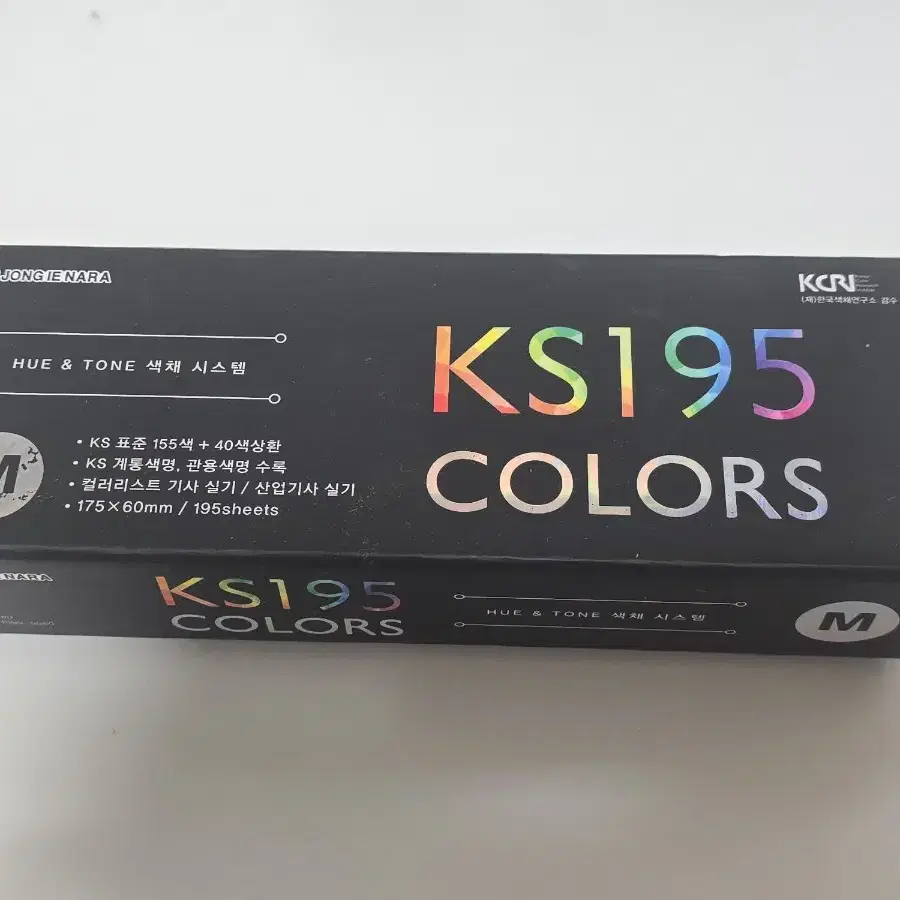 JONG IE NARA
KCRI
(재)한국색채연구소 검수
HUE & TONE 색채 시스템
KS195
COLORS
M
• KS 표준 155색 + 40색상환
• KS 계통색명, 관용색명 수록
• 컬러리스트 기사 실기 / 산업기사 실기
• 175×60mm / 195sheets
NARA
KS195
COLORS
HUE & TONE 색채 시스템
M